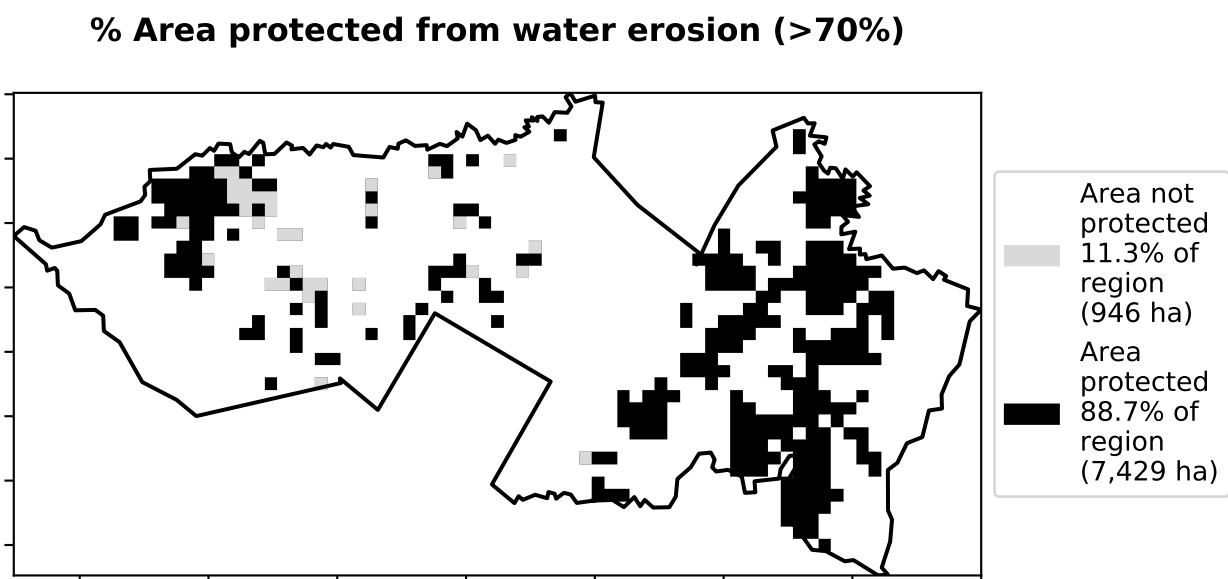 % Area protected from water erosion (>70%)
Area not
protected
11.3% of
region
(946 ha)
Area
protected
88.7% of
region
(7,429 ha)